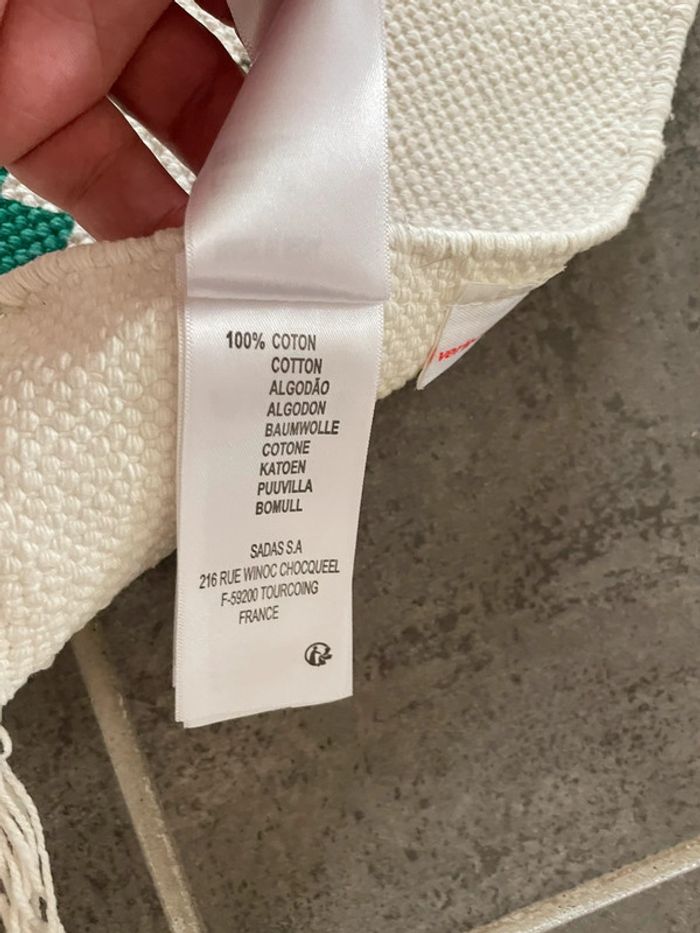 100% COTON
COTTON
ALGODÃO
ALGODON
BAUMWOLLE
COTONE
KATOEN
PUUVILLA
BOMULL
SADAS S.A
216 RUE WINOC CHOCQUEEL
F-59200 TOURCOING
FRANCE